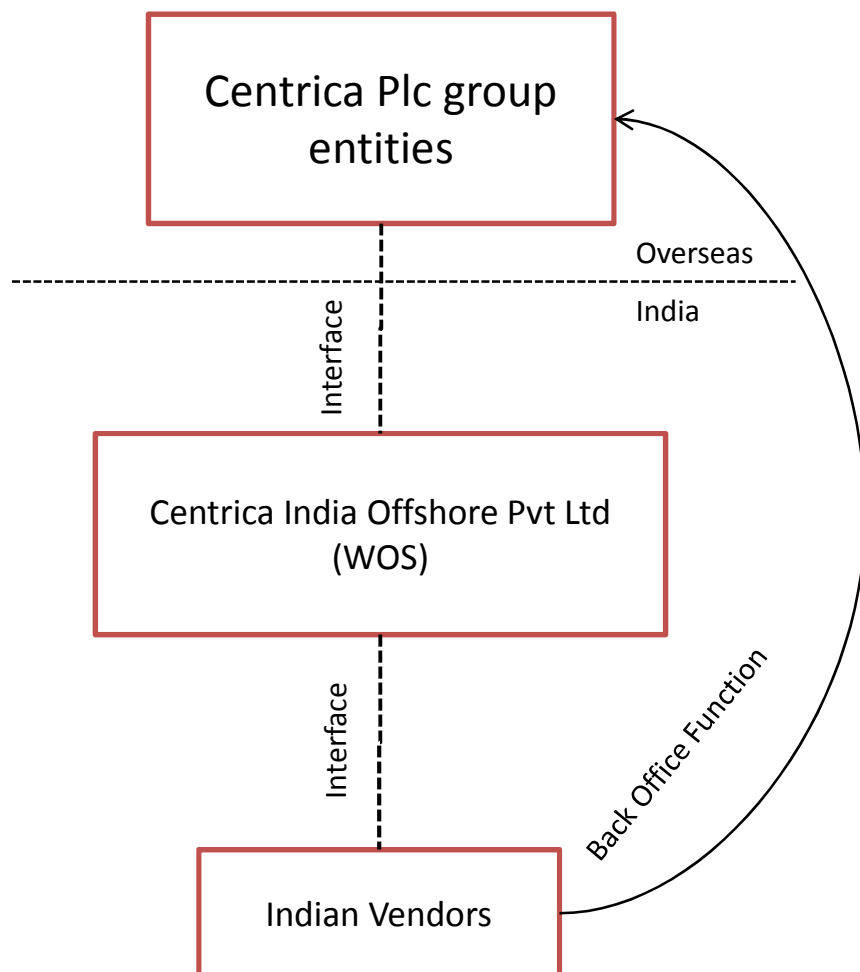 Centrica Plc group
entities
Overseas
India
Interface
Centrica India Offshore Pvt Ltd
(WOS)
Interface
Back Office Function
Indian Vendors